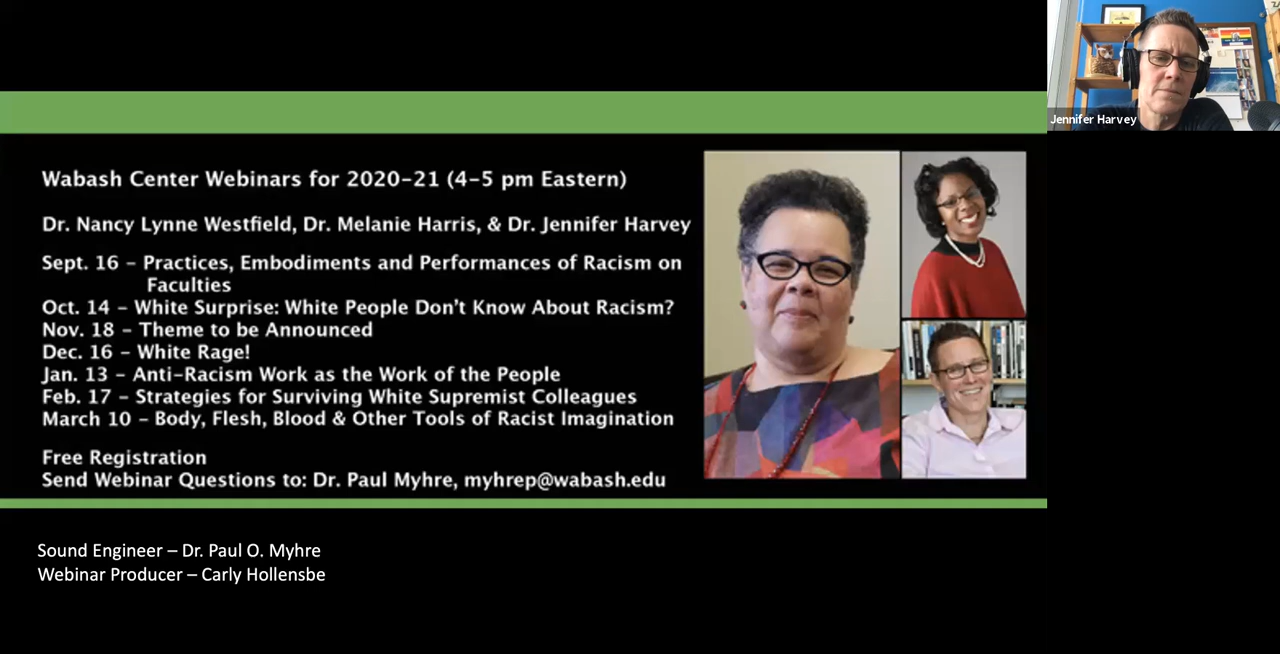 Jennifer Harvey
Wabash Center Webinars for 2020-21 (4-5 pm Eastern)
Dr. Nancy Lynne Westfield, Dr. Melanie Harris, & Dr. Jennifer Harvey
Sept. 16 – Practices, Embodiments and Performances of Racism on
Faculties
Oct. 14 – White Surprise: White People Don't Know About Racism?
Nov. 18 – Theme to be Announced
Dec. 16 – White Rage!
Jan. 13 – Anti-Racism Work as the Work of the People
Feb. 17 – Strategies for Surviving White Supremist Colleagues
March 10 – Body, Flesh, Blood & Other Tools of Racist Imagination
Free Registration
Send Webinar Questions to: Dr. Paul Myhre, myhrep@wabash.edu
Sound Engineer – Dr. Paul O. Myhre
Webinar Producer – Carly Hollensbe